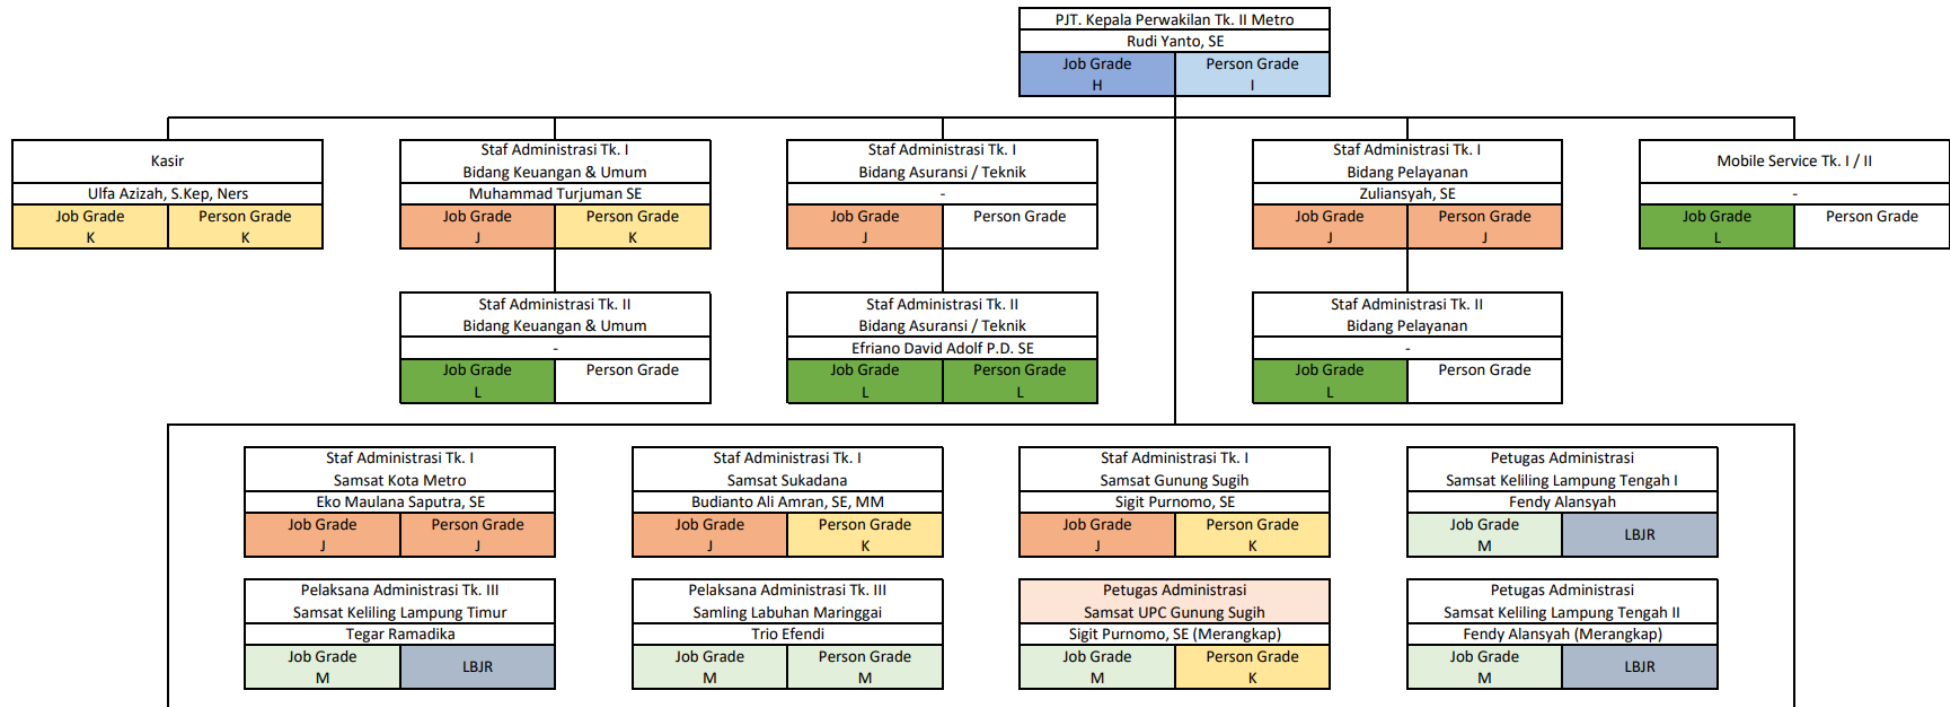 PJT. Kepala Perwakilan Tk. II Metro
Rudi Yanto, SE
Job Grade
H
Person Grade
I
Kasir
Ulfa Azizah, S.Kep, Ners
Job Grade
K
Person Grade
K
Staf Administrasi Tk. I
Bidang Keuangan & Umum
Muhammad Turjuman SE
Job Grade
J
Person Grade
K
Staf Administrasi Tk. I
Bidang Asuransi / Teknik
-
Job Grade
J
Person Grade
Staf Administrasi Tk. I
Bidang Pelayanan
Zuliansyah, SE
Job Grade
J
Person Grade
J
Mobile Service Tk. I / II
-
Job Grade
L
Person Grade
Staf Administrasi Tk. II
Bidang Keuangan & Umum
-
Job Grade
L
Person Grade
Staf Administrasi Tk. II
Bidang Asuransi / Teknik
Efriano David Adolf P.D. SE
Job Grade
L
Person Grade
L
Staf Administrasi Tk. II
Bidang Pelayanan
-
Job Grade
L
Person Grade
Staf Administrasi Tk. I
Samsat Kota Metro
Eko Maulana Saputra, SE
Job Grade
J
Person Grade
J
Staf Administrasi Tk. I
Samsat Sukadana
Budianto Ali Amran, SE, MM
Job Grade
J
Person Grade
K
Staf Administrasi Tk. I
Samsat Gunung Sugih
Sigit Purnomo, SE
Job Grade
J
Person Grade
K
Petugas Administrasi
Samsat Keliling Lampung Tengah I
Fendy Alansyah
Job Grade
M
LBJR
Pelaksana Administrasi Tk. III
Samsat Keliling Lampung Timur
Tegar Ramadika
Job Grade
M
LBJR
Pelaksana Administrasi Tk. III
Samling Labuhan Maringgai
Trio Efendi
Job Grade
M
Person Grade
M
Petugas Administrasi
Samsat UPC Gunung Sugih
Sigit Purnomo, SE (Merangkap)
Job Grade
M
Person Grade
K
Petugas Administrasi
Samsat Keliling Lampung Tengah II
Fendy Alansyah (Merangkap)
Job Grade
M
LBJR